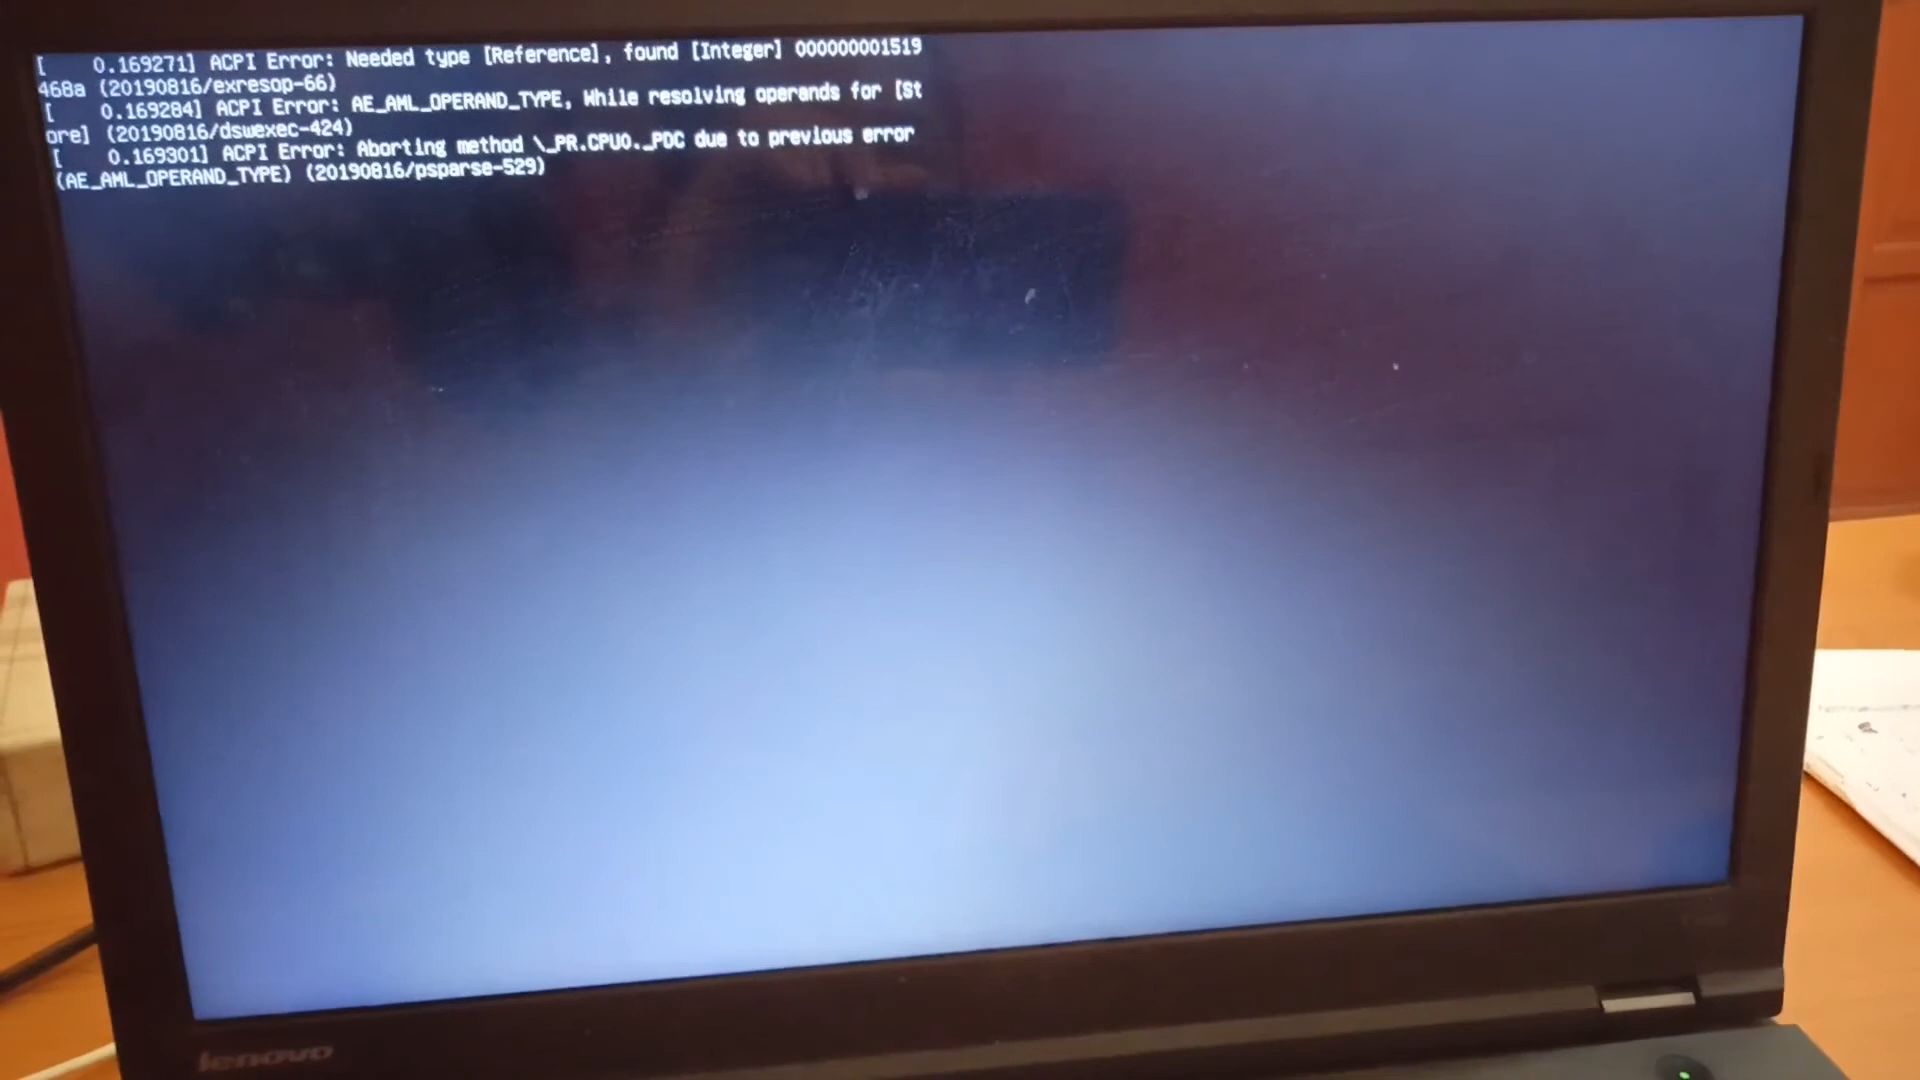 [    0.169271] ACPI Error: Needed type [Reference], found [Integer] 000000001519
468a (20190816/exresop-66)
[    0.169284] ACPI Error: AE_AML_OPERAND_TYPE, While resolving operands for [St
ore] (20190816/dswexec-424)
[    0.169301] ACPI Error: Aborting method \_PR.CPU0._PDC due to previous error
(AE_AML_OPERAND_TYPE) (20190816/psparse-529)
lenovo